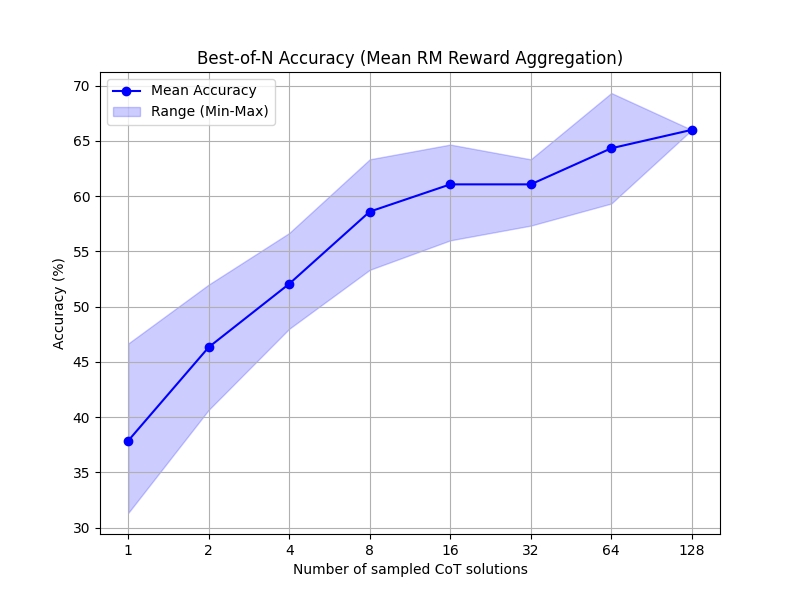 Best-of-N Accuracy (Mean RM Reward Aggregation)
Mean Accuracy
Range (Min-Max)
70
65
60
55
50
45
40
35
30
Accuracy (%)
1 2 4 8 16 32 64 128
Number of sampled CoT solutions